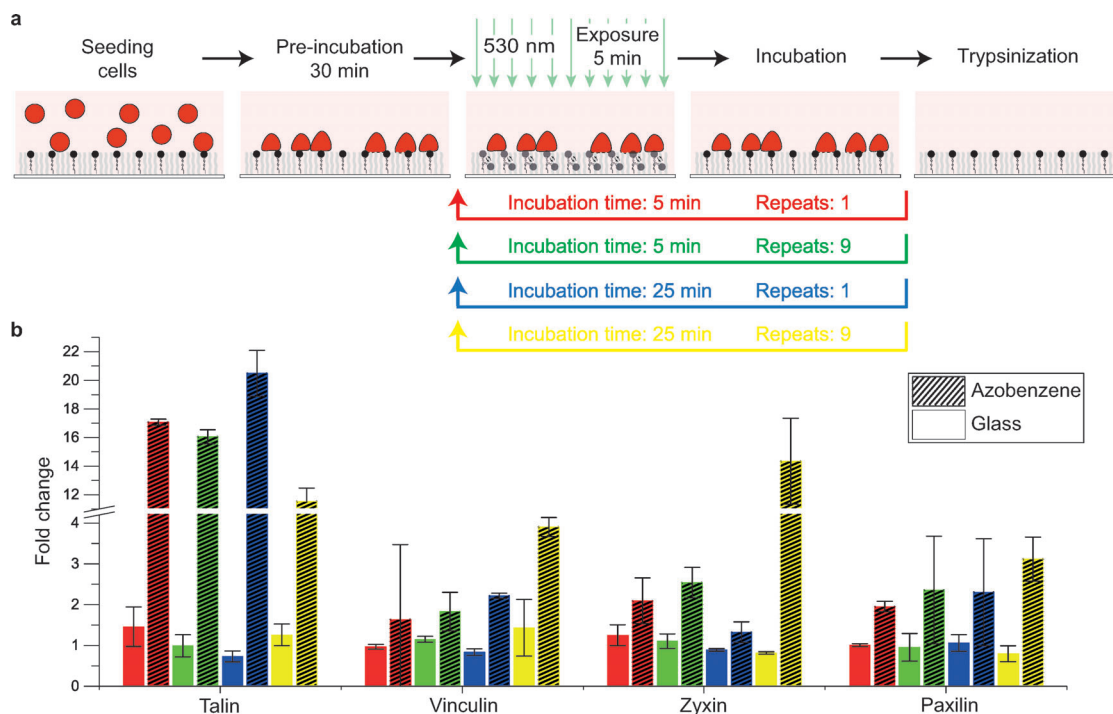 a
Seeding
cells
Pre-incubation
30 min
530 nm
Exposure
5 min
Incubation
Trypsinization
Incubation time: 5 min Repeats: 1
Incubation time: 5 min Repeats: 9
Incubation time: 25 min Repeats: 1
Incubation time: 25 min Repeats: 9
b
Fold change
22
20
18
16
14
12
4
3
2
1
0
Azobenzene
Glass
Talin
Vinculin
Zyxin
Paxilin